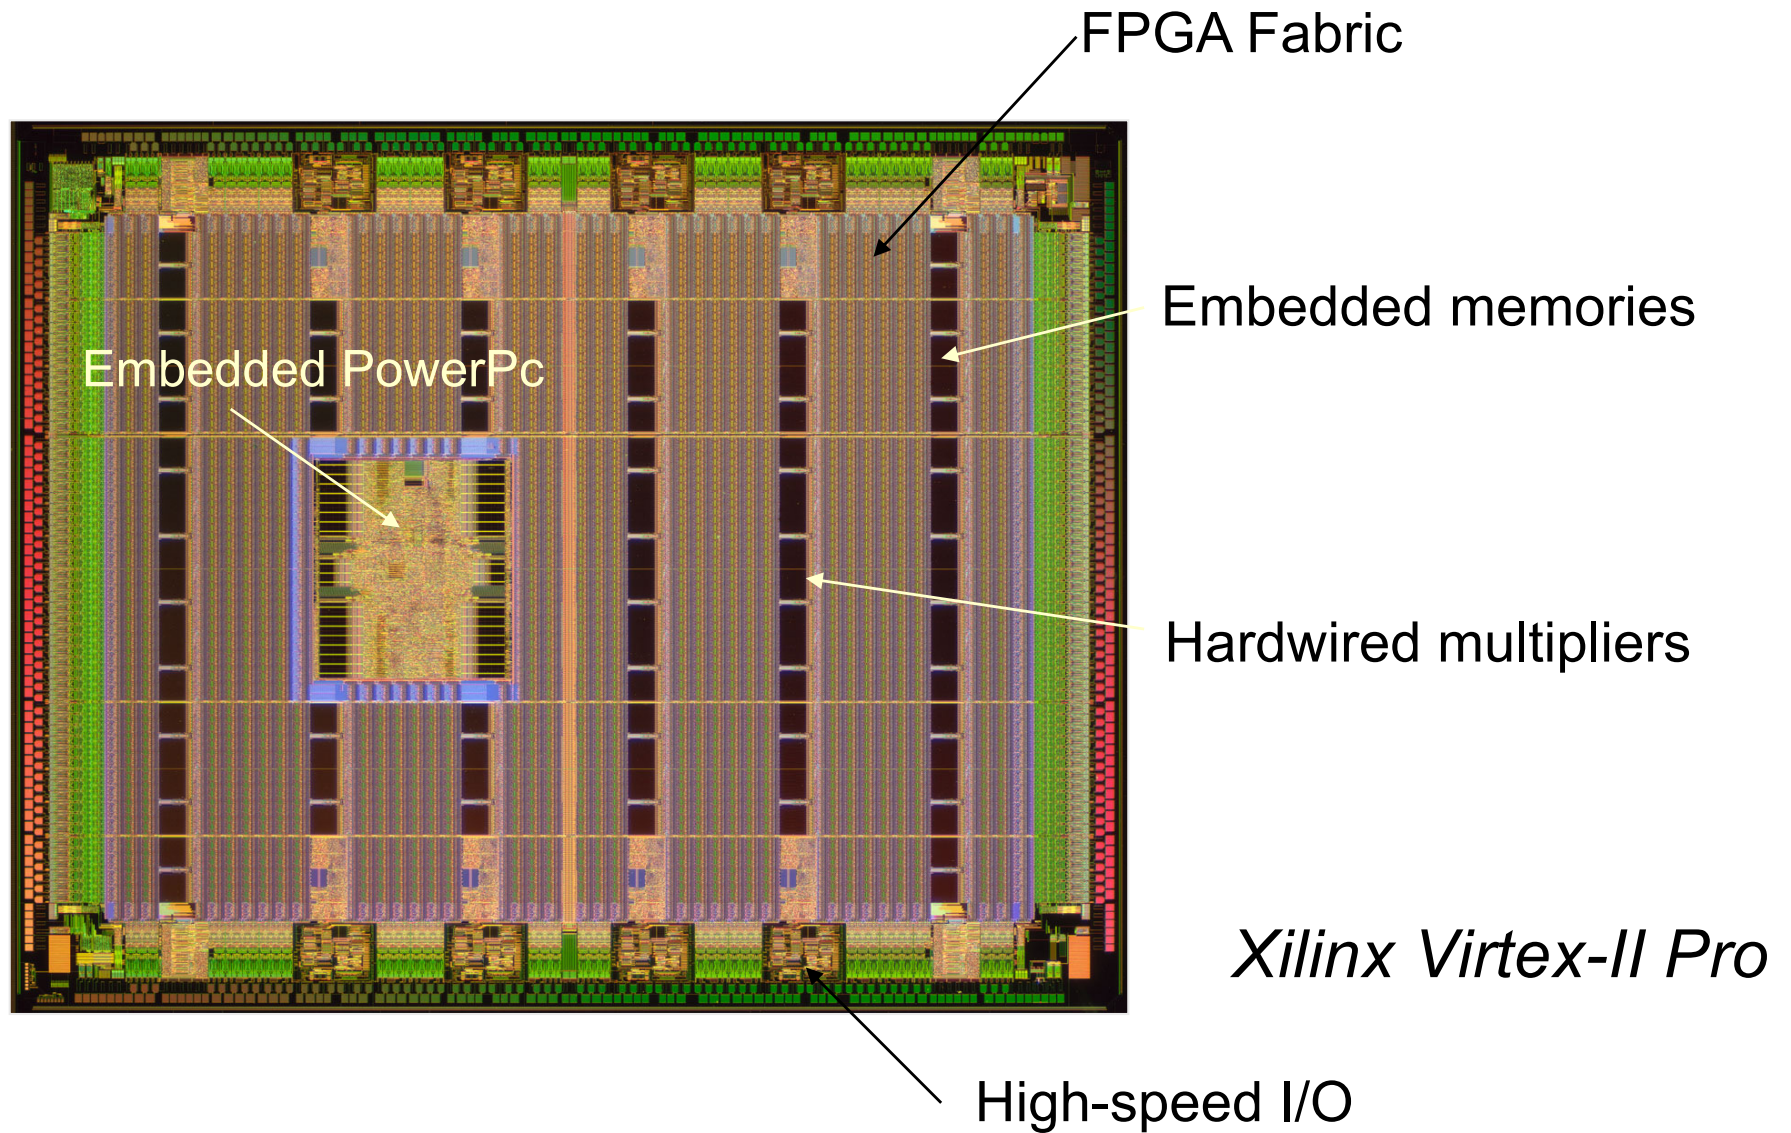 FPGA Fabric
Embedded memories
Embedded PowerPc
Hardwired multipliers
Xilinx Virtex-II Pro
High-speed I/O